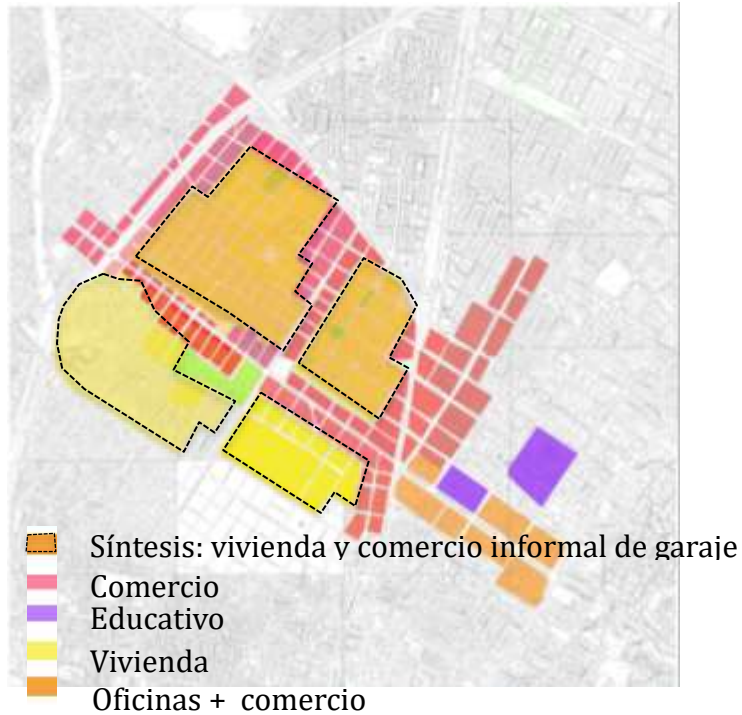 Síntesis: vivienda y comercio informal de garaje
Comercio
Educativo
Vivienda
Oficinas + comercio